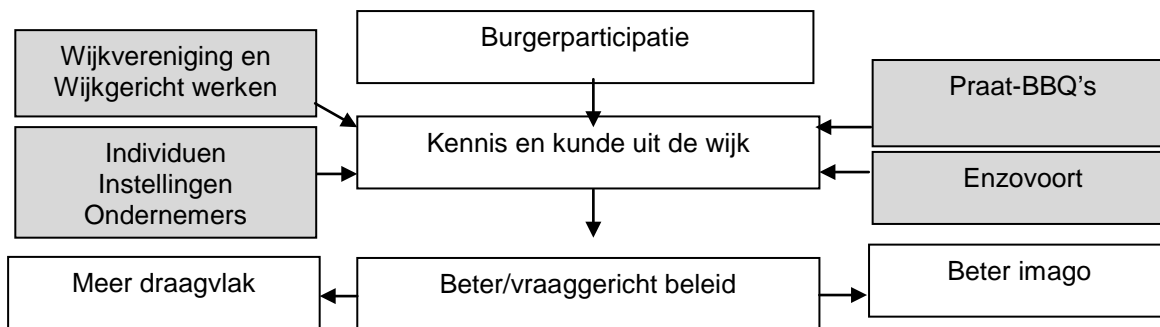 Burgerparticipatie
Wijkvereniging en
Wijkgericht werken
Praat-BBQ’s
Kennis en kunde uit de wijk
Individuen
Instellingen
Ondernemers
Enzovoort
Meer draagvlak
Beter/vraaggericht beleid
Beter imago